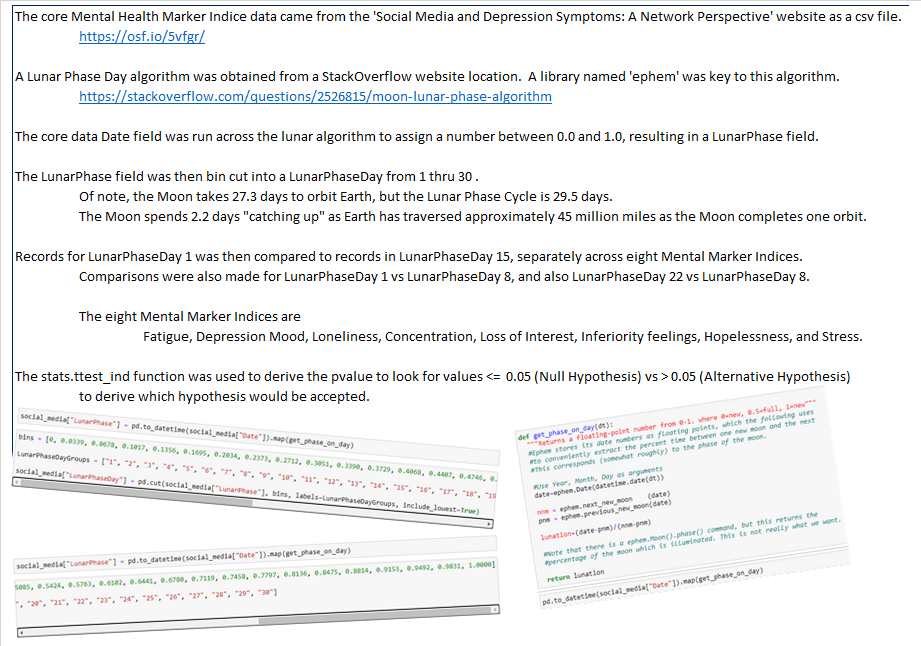 The core Mental Health Marker Indice data came from the 'Social Media and Depression Symptoms: A Network Perspective' website as a csv file.
https://osf.io/5vfgr/
A Lunar Phase Day algorithm was obtained from a StackOverflow website location.  A library named 'ephem' was key to this algorithm.
https://stackoverflow.com/questions/2526815/moon-lunar-phase-algorithm
The core data Date field was run across the lunar algorithm to assign a number between 0.0 and 1.0, resulting in a LunarPhase field.
The LunarPhase field was then bin cut into a LunarPhaseDay from 1 thru 30 .
Of note, the Moon takes 27.3 days to orbit Earth, but the Lunar Phase Cycle is 29.5 days.
The Moon spends 2.2 days "catching up" as Earth has traversed approximately 45 million miles as the Moon completes one orbit.
Records for LunarPhaseDay 1 was then compared to records in LunarPhaseDay 15, separately across eight Mental Marker Indices.
Comparisons were also made for LunarPhaseDay 1 vs LunarPhaseDay 8, and also LunarPhaseDay 22 vs LunarPhaseDay 8.
The eight Mental Marker Indices are
Fatigue, Depression Mood, Loneliness, Concentration, Loss of Interest, Inferiority feelings, Hopelessness, and Stress.
The stats.ttest_ind function was used to derive the pvalue to look for values <= 0.05 (Null Hypothesis) vs > 0.05 (Alternative Hypothesis)
to derive which hypothesis would be accepted.
social_media["LunarPhase"] = pd.to_datetime(social_media["Date"]).map(get_phase_on_day)
bins = [0, 0.0339, 0.0678, 0.1017, 0.1356, 0.1695, 0.2034, 0.2373, 0.2712, 0.3051, 0.3390, 0.3729, 0.4068, 0.4407, 0.4746, 0.
LunarPhaseDayGroups = ["1", "2", "3", "4", "5", "6", "7", "8", "9", "10", "11", "12", "13", "14", "15", "16", "17", "18", "19
social_media["LunarPhaseDay"] = pd.cut(social_media["LunarPhase"], bins, labels=LunarPhaseDayGroups, include_lowest=True)
social_media["LunarPhase"] = pd.to_datetime(social_media["Date"]).map(get_phase_on_day)
5085, 0.5424, 0.5763, 0.6102, 0.6441, 0.6780, 0.7119, 0.7458, 0.7797, 0.8136, 0.8475, 0.8814, 0.9153, 0.9492, 0.9831, 1.0000]
", "20", "21", "22", "23", "24", "25", "26", "27", "28", "29", "30"]
def get_phase_on_day(dt):
"""Returns a floating-point number from 0-1, where 0=new, 0.5=full, 1=new"""
#Ephem stores its date numbers as floating points, which the following uses
#to conveniently extract the percent time between one new moon and the next
#This corresponds (somewhat roughly) to the phase of the moon.
#Use Year, Month, Day as arguments
date=ephem.Date(datetime.date(dt))
nnm = ephem.next_new_moon    (date)
pnm = ephem.previous_new_moon(date)
lunation=(date-pnm)/(nnm-pnm)
#Note that there is a ephem.Moon().phase() command, but this returns the
#percentage of the moon which is illuminated. This is not really what we want.
return lunation
pd.to_datetime(social_media["Date"]).map(get_phase_on_day)